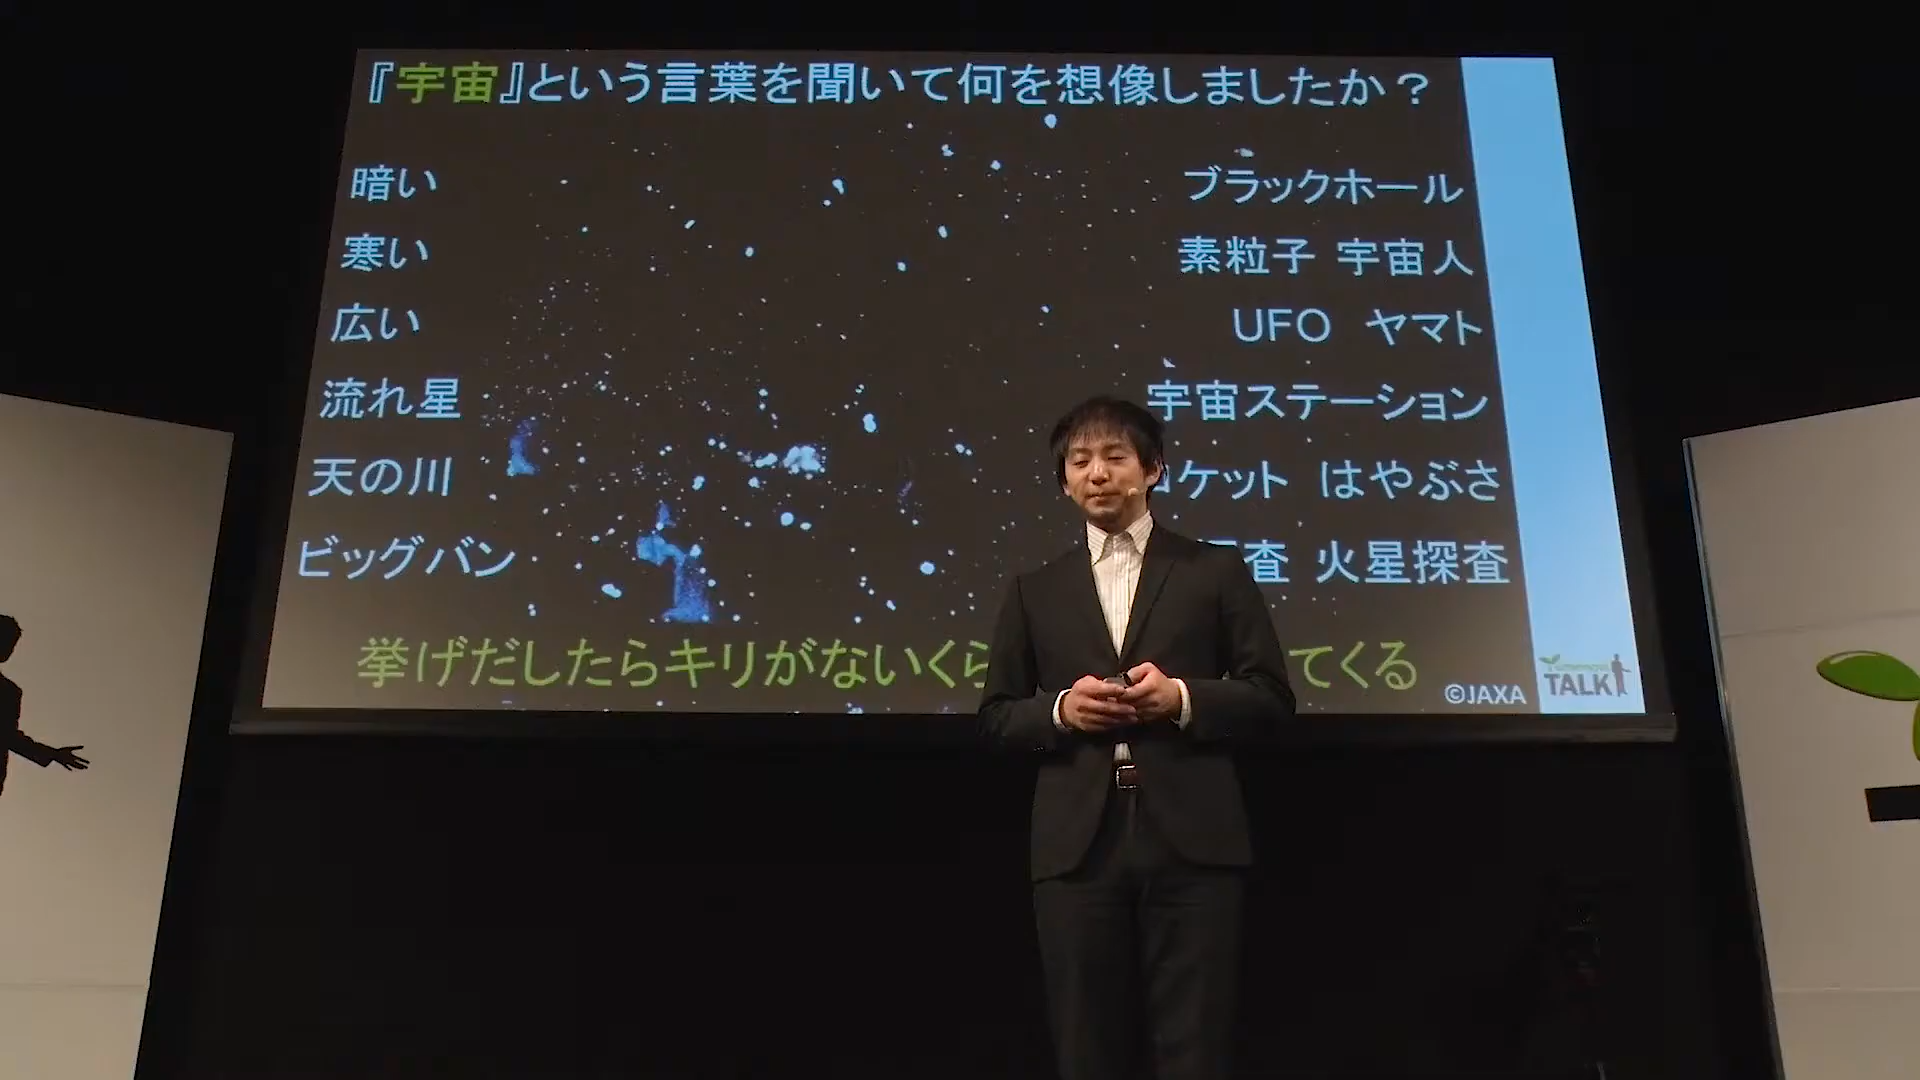 『宇宙』という言葉を聞いて何を想像しましたか？
暗い
寒い
広い
流れ星
天の川
ビッグバン
ブラックホール
素粒子 宇宙人
UFO ヤマト
宇宙ステーション
ロケット はやぶさ
査 火星探査
挙げだしたらキリがないくら
てくる
©JAXA
TALK